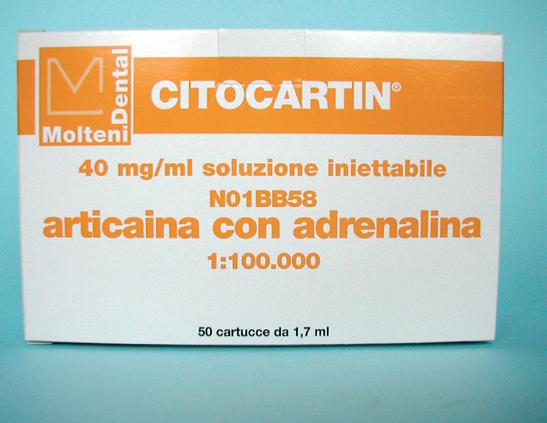 Molteni Dental
CITOCARTIN®
40 mg/ml soluzione iniettabile
N01BB58
articaina con adrenalina
1:100.000
50 cartucce da 1,7 ml